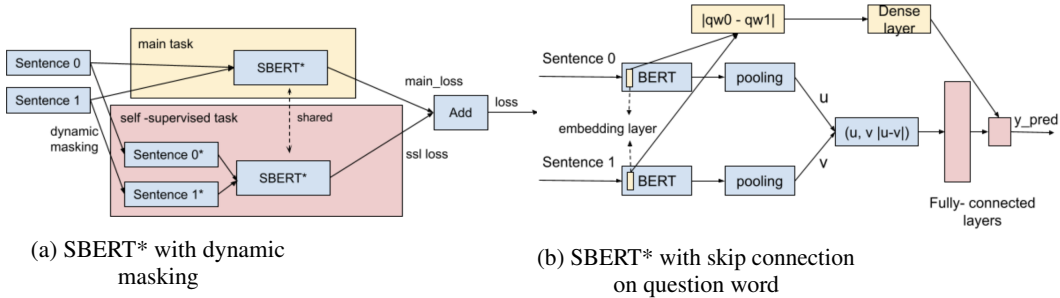 main task
Sentence 0
Sentence 1
SBERT*
main_loss
self -supervised task
shared
dynamic
masking
Sentence 0*
Sentence 1*
SBERT*
ssl loss
Add
loss
(a) SBERT* with dynamic
masking
|qw0 - qw1|
Dense
layer
Sentence 0
BERT
pooling
u
embedding layer
(u, v |u-v|)
y_pred
Sentence 1
v
BERT
pooling
Fully- connected
layers
(b) SBERT* with skip connection
on question word